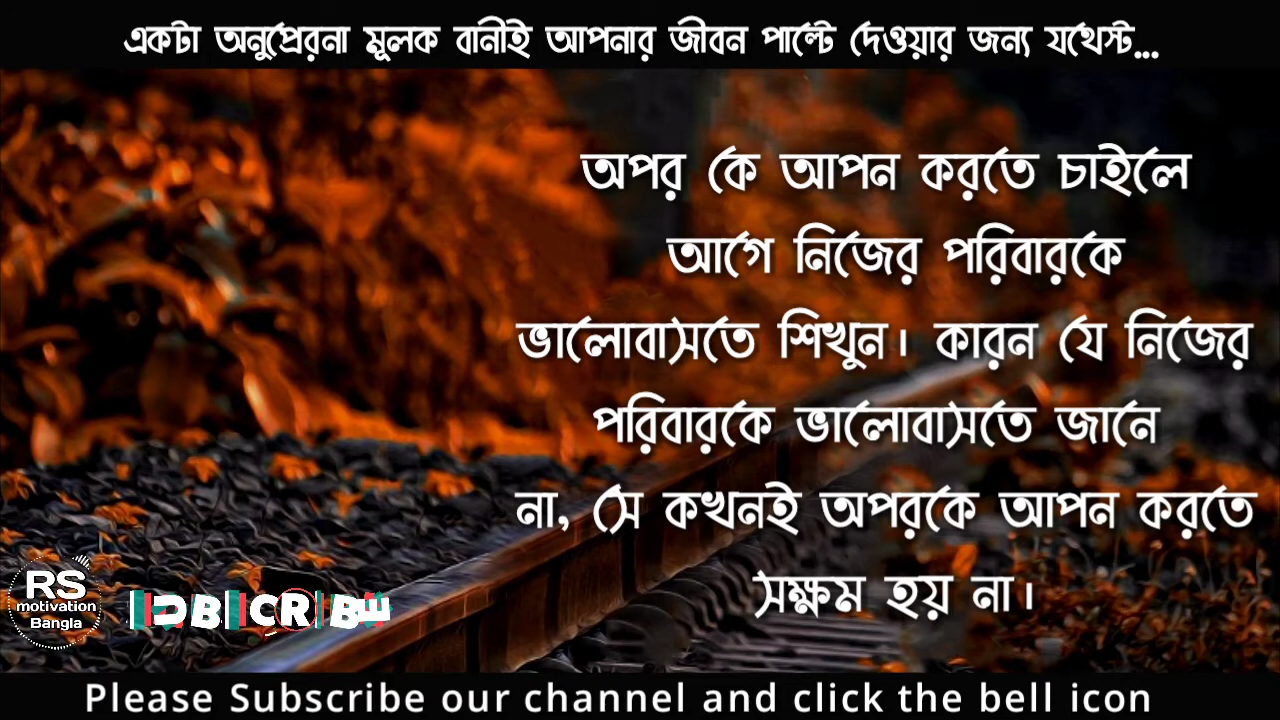 একটা অনুপ্রেরনা মূলক বানীই আপনার জীবন পাল্টে দেওয়ার জন্য যথেস্ট...
অপর কে আপন করতে চাইলে
আগে নিজের পরিবারকে
ভালোবাসতে শিখুন। কারন যে নিজের
পরিবারকে ভালোবাসতে জানে
না, সে কখনই অপরকে আপন করতে
সক্ষম হয় না।
RS
motivation
Bangla
Please Subscribe our channel and click the bell icon